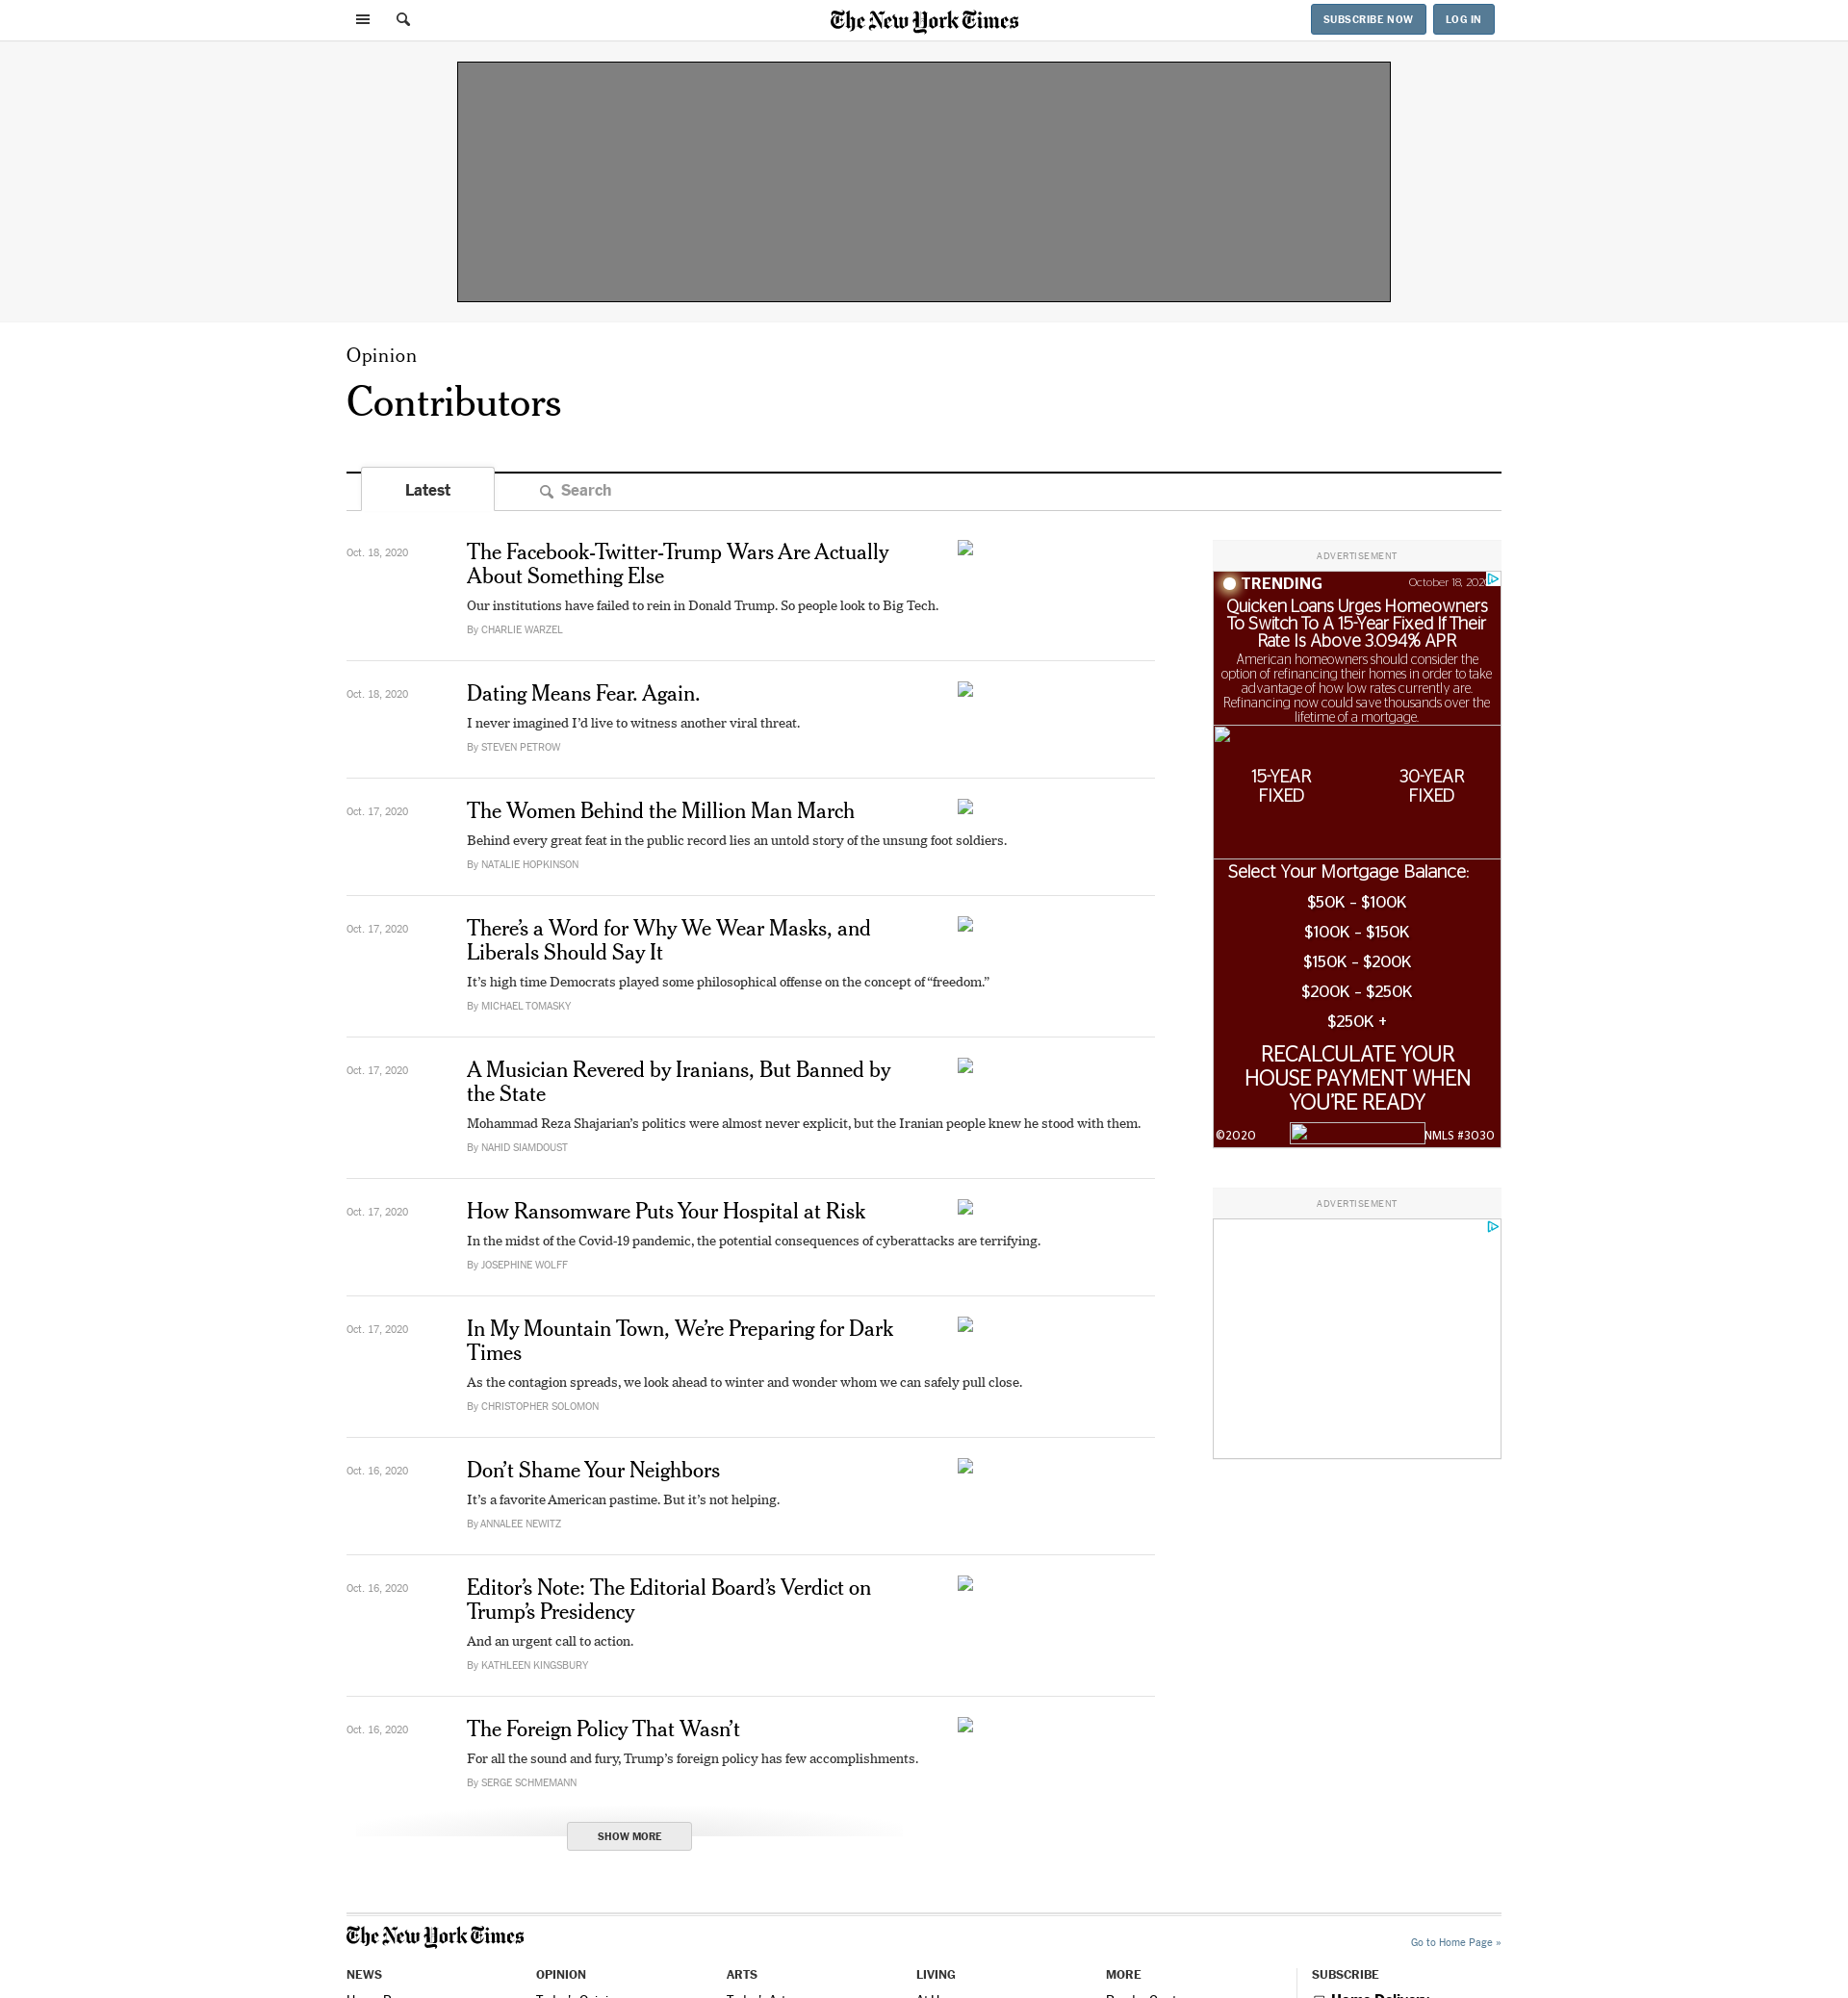 The New York Times
SUBSCRIBE NOW
LOG IN
Opinion
Contributors
Latest
Search
Oct. 18, 2020
The Facebook-Twitter-Trump Wars Are Actually
About Something Else
Our institutions have failed to rein in Donald Trump. So people look to Big Tech.
By CHARLIE WARZEL
Oct. 18, 2020
Dating Means Fear. Again.
I never imagined I’d live to witness another viral threat.
By STEVEN PETROW
Oct. 17, 2020
The Women Behind the Million Man March
Behind every great feat in the public record lies an untold story of the unsung foot soldiers.
By NATALIE HOPKINSON
Oct. 17, 2020
There’s a Word for Why We Wear Masks, and
Liberals Should Say It
It’s high time Democrats played some philosophical offense on the concept of “freedom.”
By MICHAEL TOMASKY
Oct. 17, 2020
A Musician Revered by Iranians, But Banned by
the State
Mohammad Reza Shajarian’s politics were almost never explicit, but the Iranian people knew he stood with them.
By NAHID SIAMDOUST
Oct. 17, 2020
How Ransomware Puts Your Hospital at Risk
In the midst of the Covid-19 pandemic, the potential consequences of cyberattacks are terrifying.
By JOSEPHINE WOLFF
Oct. 17, 2020
In My Mountain Town, We’re Preparing for Dark
Times
As the contagion spreads, we look ahead to winter and wonder whom we can safely pull close.
By CHRISTOPHER SOLOMON
Oct. 16, 2020
Don’t Shame Your Neighbors
It’s a favorite American pastime. But it’s not helping.
By ANNALEE NEWITZ
Oct. 16, 2020
Editor’s Note: The Editorial Board’s Verdict on
Trump’s Presidency
And an urgent call to action.
By KATHLEEN KINGSBURY
Oct. 16, 2020
The Foreign Policy That Wasn’t
For all the sound and fury, Trump’s foreign policy has few accomplishments.
By SERGE SCHMEMANN
SHOW MORE
ADVERTISEMENT
TRENDING
October 18, 2020
Quicken Loans Urges Homeowners
To Switch To A 15-Year Fixed If Their
Rate Is Above 3.094% APR
American homeowners should consider the
option of refinancing their homes in order to take
advantage of how low rates currently are.
Refinancing now could save thousands over the
lifetime of a mortgage.
15-YEAR
FIXED
30-YEAR
FIXED
Select Your Mortgage Balance:
$50K - $100K
$100K - $150K
$150K - $200K
$200K - $250K
$250K +
RECALCULATE YOUR
HOUSE PAYMENT WHEN
YOU’RE READY
©2020
NMLS #3030
ADVERTISEMENT
The New York Times
Go to Home Page »
NEWS
OPINION
ARTS
LIVING
MORE
SUBSCRIBE
Home Delivery